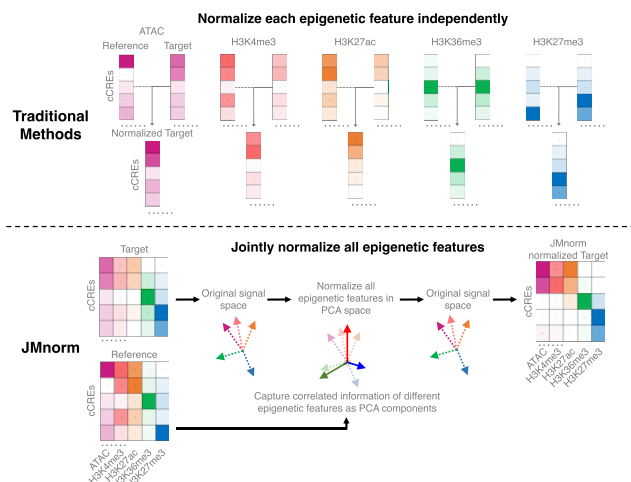 Normalize each epigenetic feature independently
ATAC
Reference
Target
H3K4me3
H3K27ac
H3K36me3
H3K27me3
cCREs
Traditional
Methods
Normalized Target
cCREs
Jointly normalize all epigenetic features
Target
JMnorm
normalized Target
cCREs
Original signal
space
Normalize all
epigenetic features in
PCA space
Original signal
space
cCREs
JMnorm
Reference
cCREs
Capture correlated information of different
epigenetic features as PCA components
ATAC
H3K4me3
H3K27ac
H3K36me3
H3K27me3
ATAC
H3K4me3
H3K27ac
H3K36me3
H3K27me3